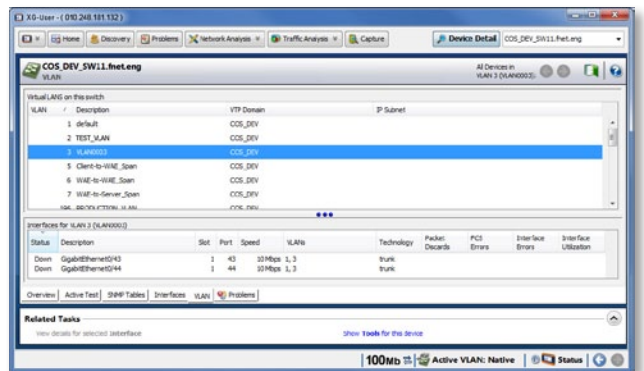 XG-User - ( 010.248.181.132 )
Home Discovery Problems Network Analysis Traffic Analysis Capture Device Detail COS_DEV_SW11.fnet.eng
COS_DEV_SW11.fnet.eng
VLAN
All Devices in
VLAN 3 (VLAN0003):
Virtual LANS on this switch
VLAN / Description VTP Domain IP Subnet
1 default COS_DEV
2 TEST_VLAN COS_DEV
3 VLAN0003 COS_DEV
5 Client-to-WAE_Span COS_DEV
6 WAE-to-WAE_Span COS_DEV
7 WAE-to-Server_Span COS_DEV
196 PRODUCTION_VLAN COS_DEV
Interfaces for VLAN 3 (VLAN0003)
Status Description Slot Port Speed VLANs Technology Packet Discards FCS Errors Interface Errors Interface Utilization
Down GigabitEthernet0/43 1 43 10 Mbps 1, 3 trunk
Down GigabitEthernet0/44 1 44 10 Mbps 1, 3 trunk
Overview Active Test SNMP Tables Interfaces VLAN Problems
Related Tasks
View details for selected Interface Show Tools for this device
100Mb Active VLAN: Native Status